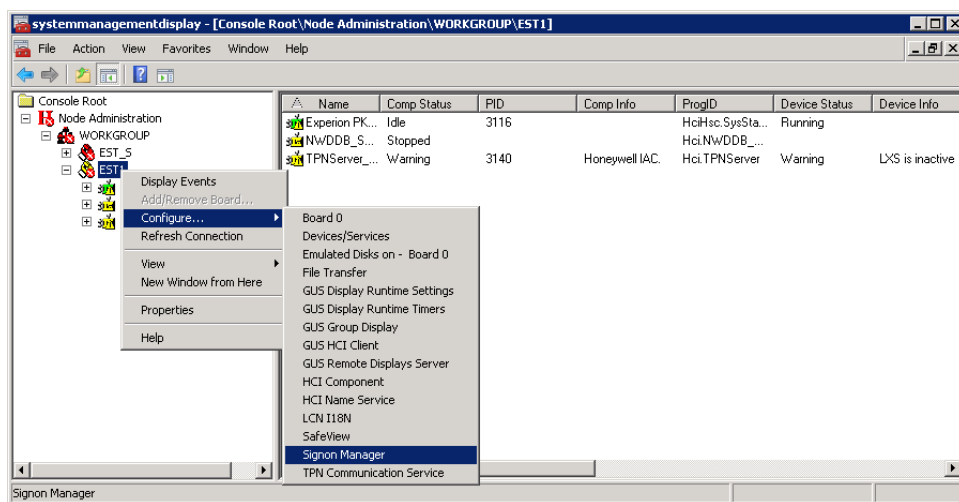 systemmanagementdisplay - [Console Root\Node Administration\WORKGROUP\EST1]
File Action View Favorites Window Help
Console Root
Node Administration
WORKGROUP
EST_S
EST1
Name Comp Status PID Comp Info ProgID Device Status Device Info
Experion PK... Idle 3116 HciHsc.SysSta... Running
NWDDB_S... Stopped Hci.NWDDB_...
TPNServer_... Warning 3140 Honeywell IAC. Hci.TPNServer Warning LXS is inactive
Display Events
Add/Remove Board...
Configure...
Refresh Connection
View
New Window from Here
Properties
Help
Board 0
Devices/Services
Emulated Disks on - Board 0
File Transfer
GUS Display Runtime Settings
GUS Display Runtime Timers
GUS Group Display
GUS HCI Client
GUS Remote Displays Server
HCI Component
HCI Name Service
LCN I18N
SafeView
Signon Manager
TPN Communication Service
Signon Manager